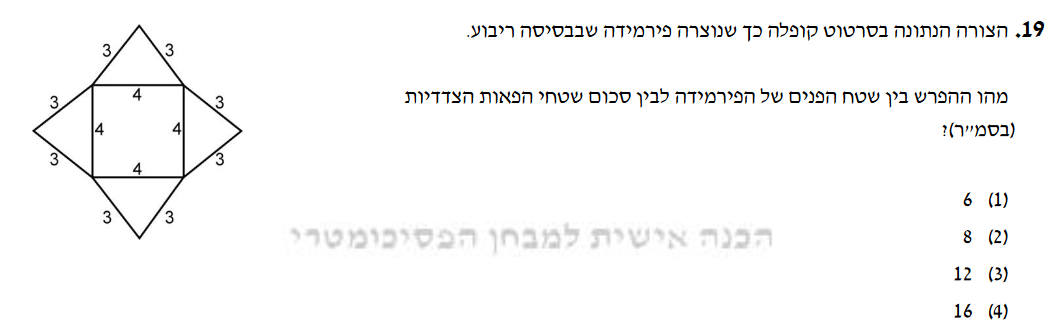 19. הצורה הנתונה בסרטוט קופלה כך שנוצרה פירמידה שבבסיסה ריבוע.
מהו ההפרש בין שטח הפנים של הפירמידה לבין סכום שטחי הפאות הצדדיות
(בסמ״ר)?
(1) 6
(2) 8
(3) 12
(4) 16
הכנה אישית למבחן הפסיכומטרי
3 3
3 4 3
4 4
3 4 3
3 3